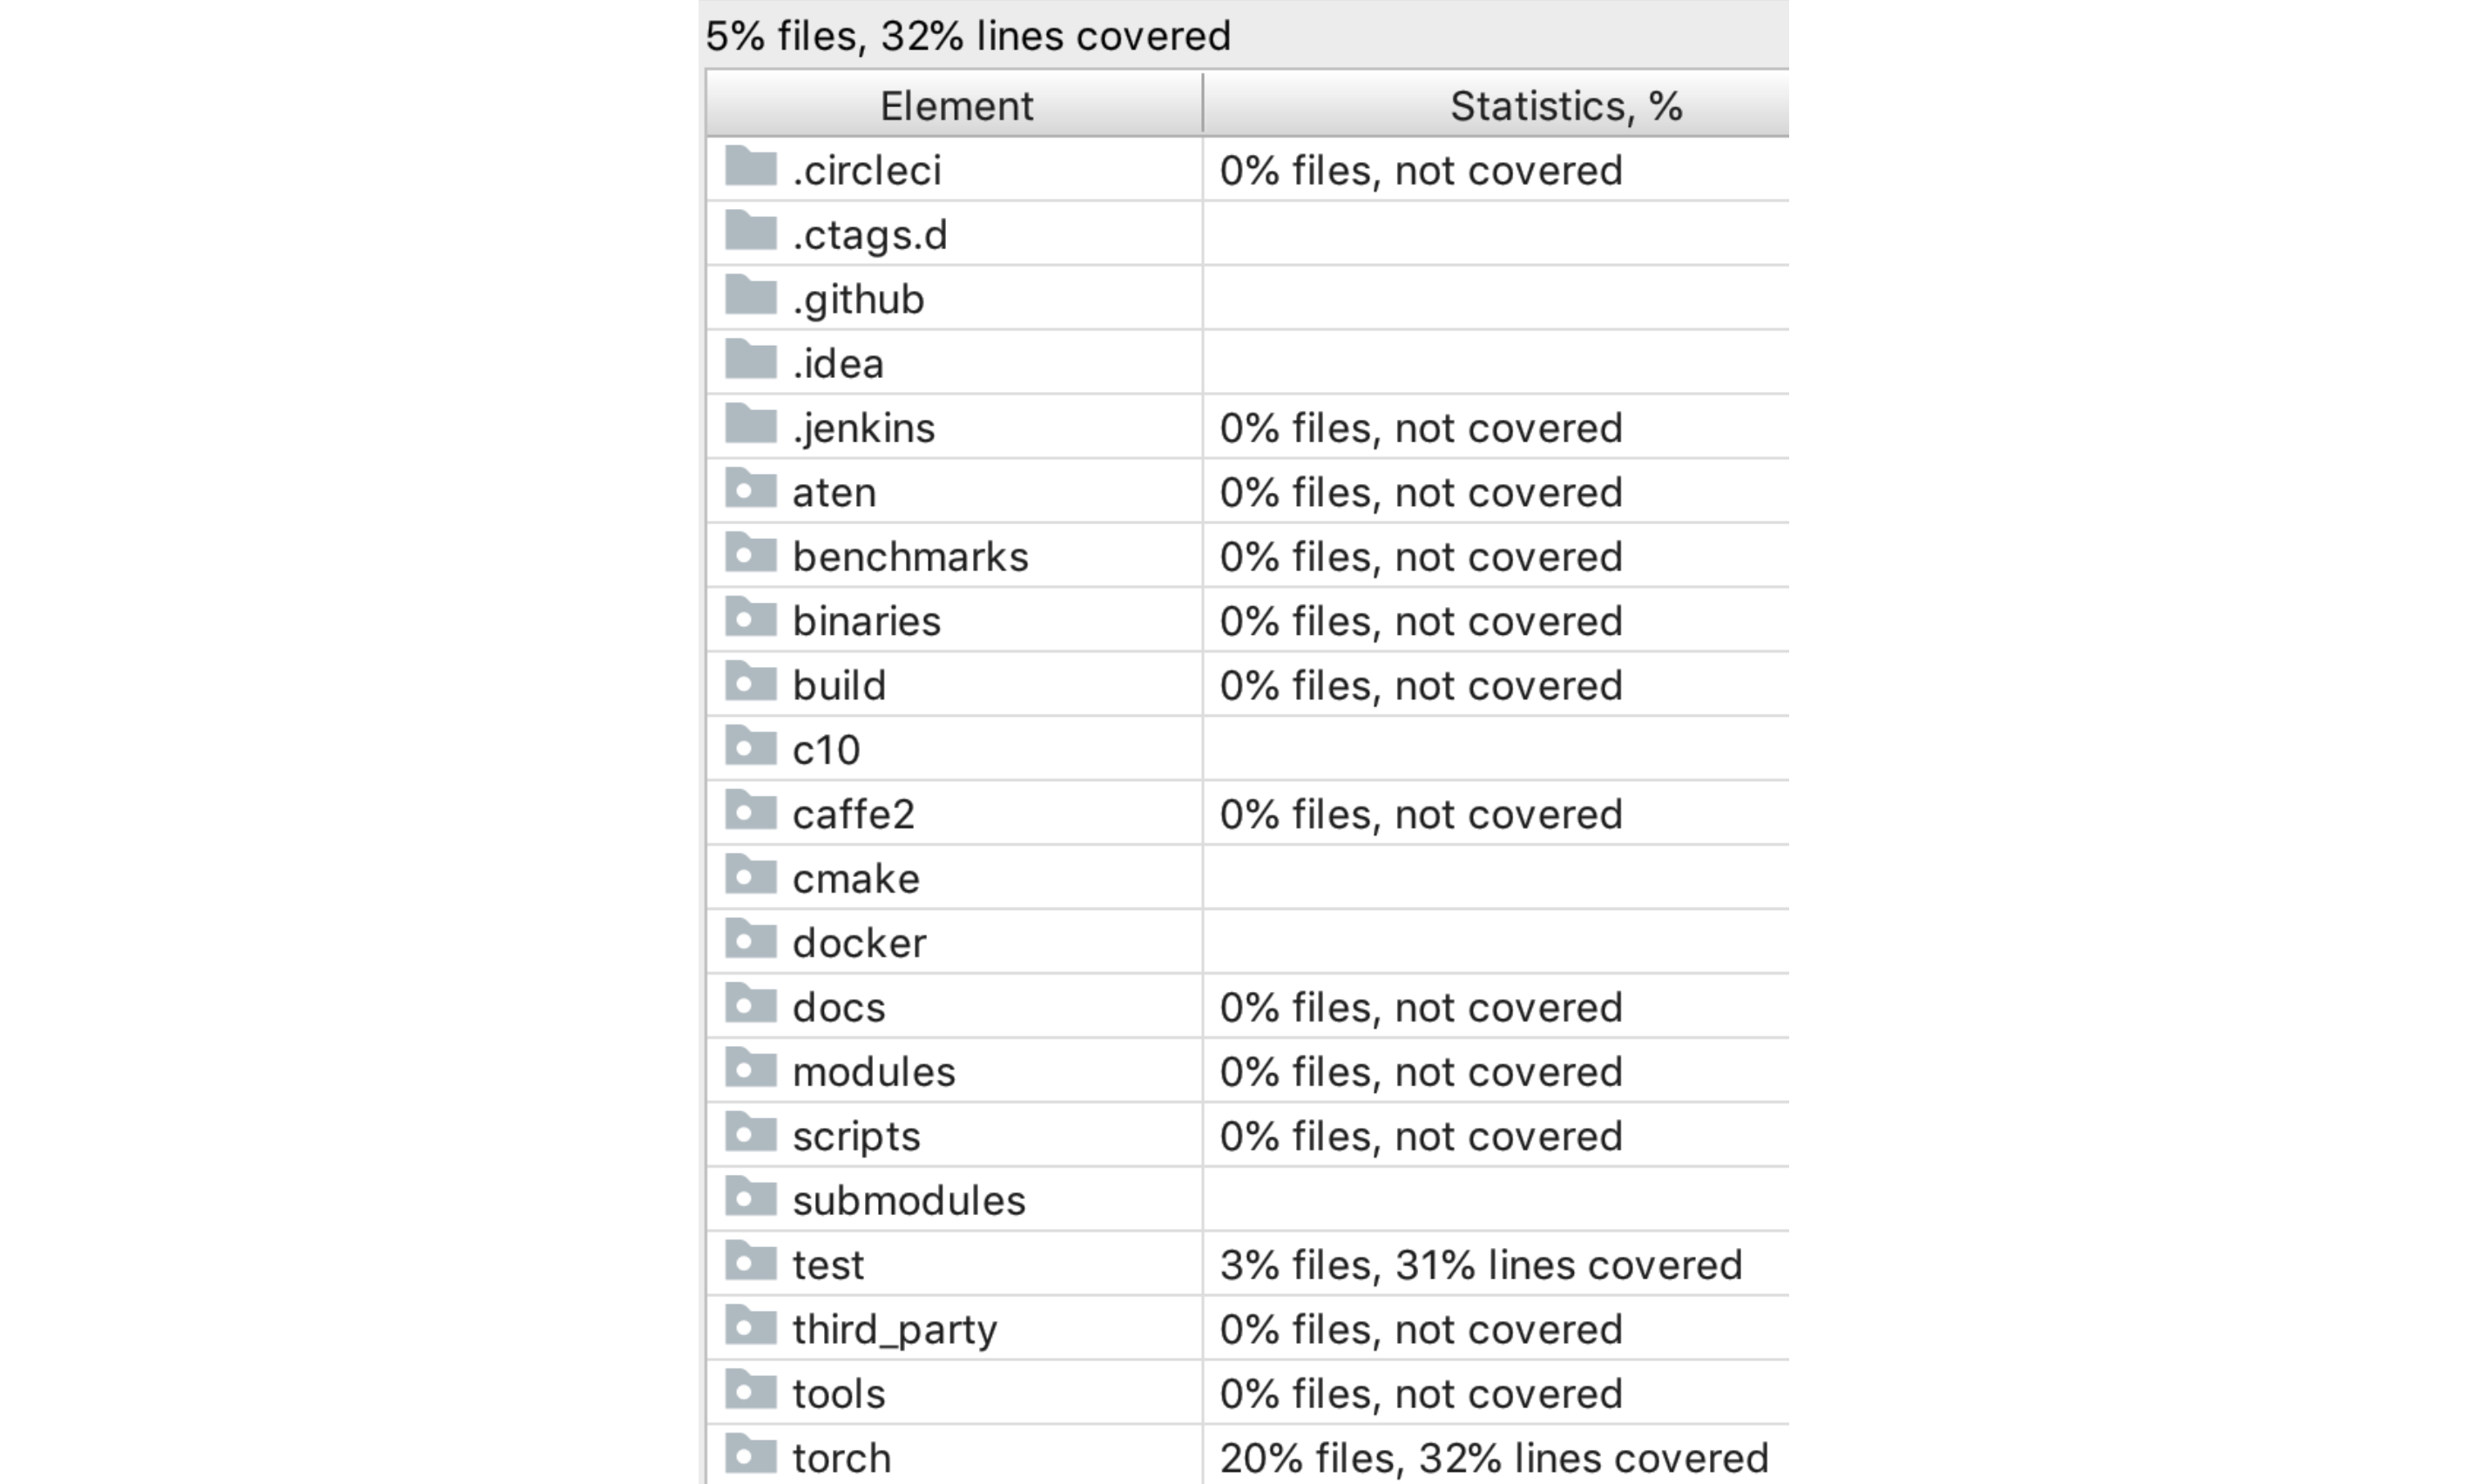 5% files, 32% lines covered
Element Statistics, %
.circleci 0% files, not covered
.ctags.d
.github
.idea
.jenkins 0% files, not covered
aten 0% files, not covered
benchmarks 0% files, not covered
binaries 0% files, not covered
build 0% files, not covered
c10
caffe2 0% files, not covered
cmake
docker
docs 0% files, not covered
modules 0% files, not covered
scripts 0% files, not covered
submodules
test 3% files, 31% lines covered
third_party 0% files, not covered
tools 0% files, not covered
torch 20% files, 32% lines covered